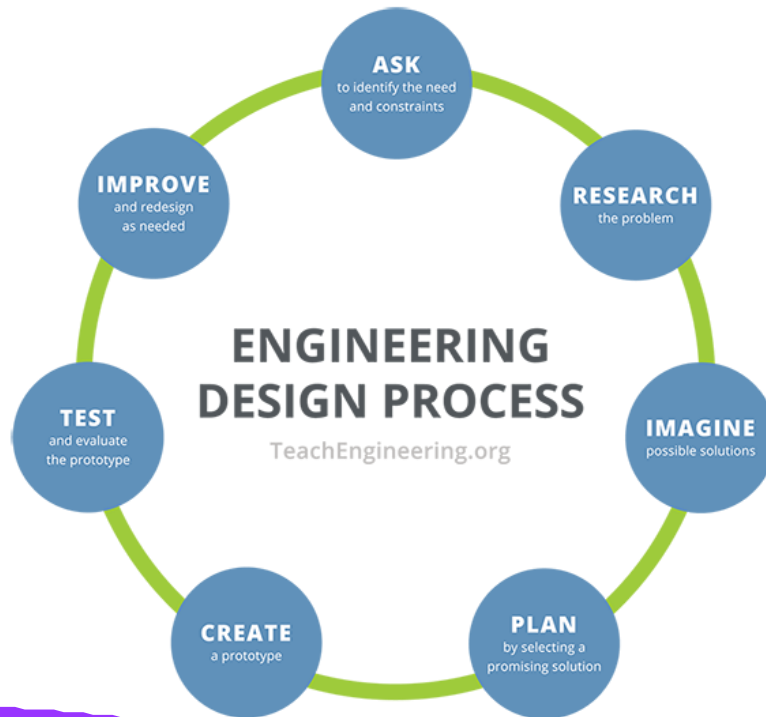 ASK
to identify the need
and constraints
RESEARCH
the problem
IMAGINE
possible solutions
PLAN
by selecting a
promising solution
CREATE
a prototype
TEST
and evaluate
the prototype
IMPROVE
and redesign
as needed
ENGINEERING
DESIGN PROCESS
TeachEngineering.org